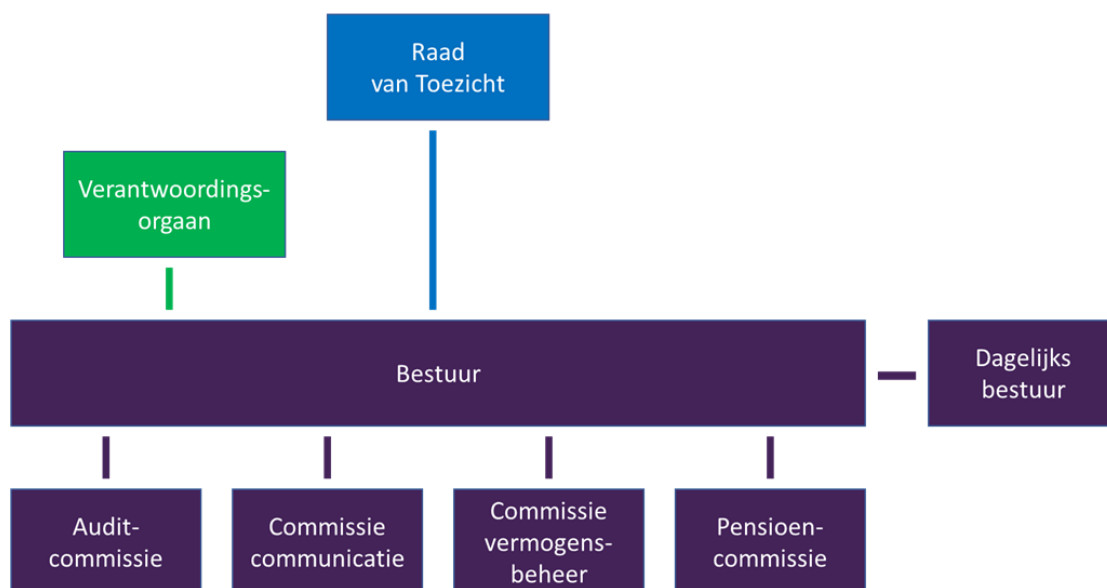 Raad
van Toezicht
Verantwoordings-
orgaan
Bestuur
Dagelijks
bestuur
Audit-
commissie
Commissie
communicatie
Commissie
vermogens-
beheer
Pensioen-
commissie